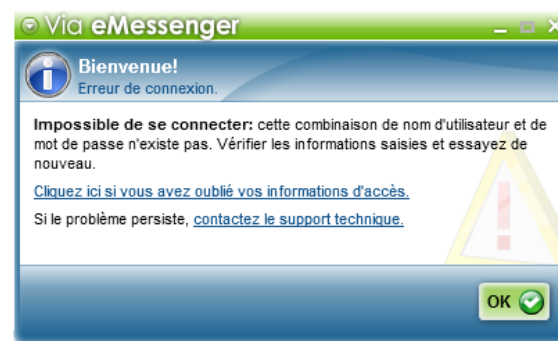 Via eMessenger
Bienvenue!
Erreur de connexion.
Impossible de se connecter: cette combinaison de nom d'utilisateur et de
mot de passe n'existe pas. Vérifier les informations saisies et essayez de
nouveau.
Cliquez ici si vous avez oublié vos informations d'accès.
Si le problème persiste, contactez le support technique.
OK